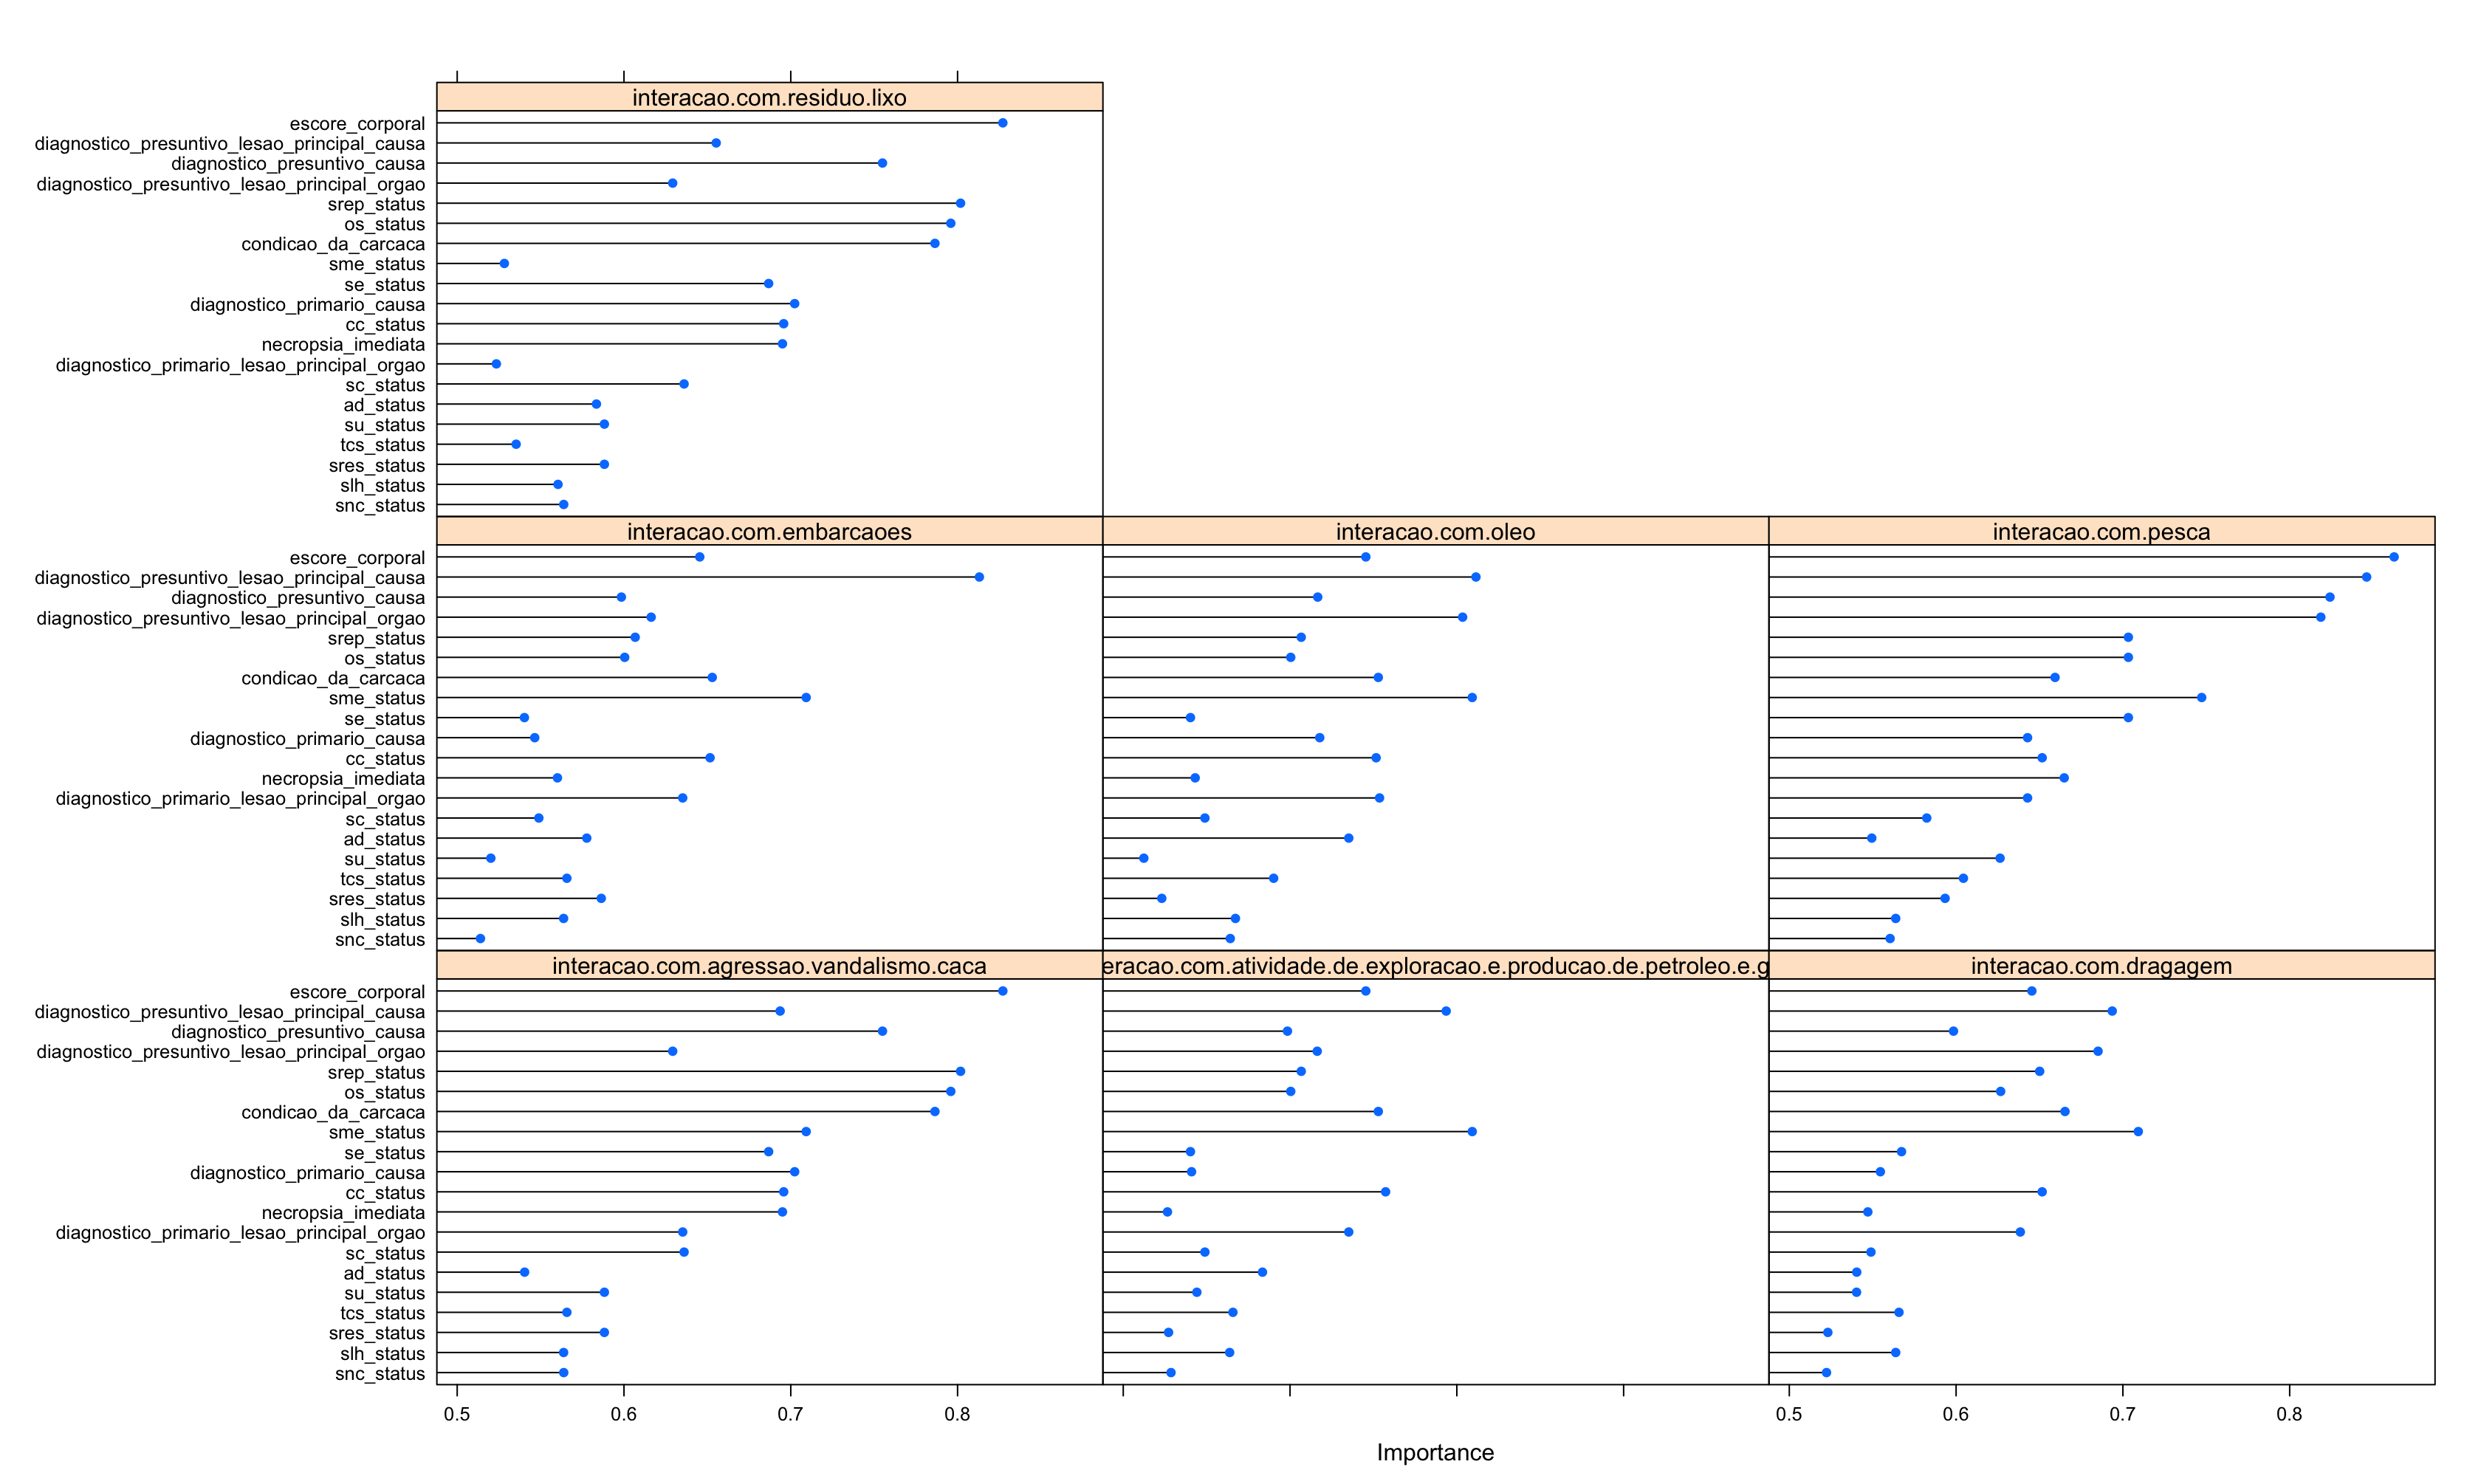 interacao.com.residuo.lixo
escore_corporal
diagnostico_presuntivo_lesao_principal_causa
diagnostico_presuntivo_causa
diagnostico_presuntivo_lesao_principal_orgao
srep_status
os_status
condicao_da_carcaca
sme_status
se_status
diagnostico_primario_causa
cc_status
necropsia_imediata
diagnostico_primario_lesao_principal_orgao
sc_status
ad_status
su_status
tcs_status
sres_status
slh_status
snc_status
interacao.com.embarcaoes interacao.com.oleo interacao.com.pesca
escore_corporal
diagnostico_presuntivo_lesao_principal_causa
diagnostico_presuntivo_causa
diagnostico_presuntivo_lesao_principal_orgao
srep_status
os_status
condicao_da_carcaca
sme_status
se_status
diagnostico_primario_causa
cc_status
necropsia_imediata
diagnostico_primario_lesao_principal_orgao
sc_status
ad_status
su_status
tcs_status
sres_status
slh_status
snc_status
interacao.com.agressao.vandalismo.caca eracao.com.atividade.de.exploracao.e.producao.de.petroleo.e.g interacao.com.dragagem
escore_corporal
diagnostico_presuntivo_lesao_principal_causa
diagnostico_presuntivo_causa
diagnostico_presuntivo_lesao_principal_orgao
srep_status
os_status
condicao_da_carcaca
sme_status
se_status
diagnostico_primario_causa
cc_status
necropsia_imediata
diagnostico_primario_lesao_principal_orgao
sc_status
ad_status
su_status
tcs_status
sres_status
slh_status
snc_status
0.5 0.6 0.7 0.8 0.5 0.6 0.7 0.8
Importance